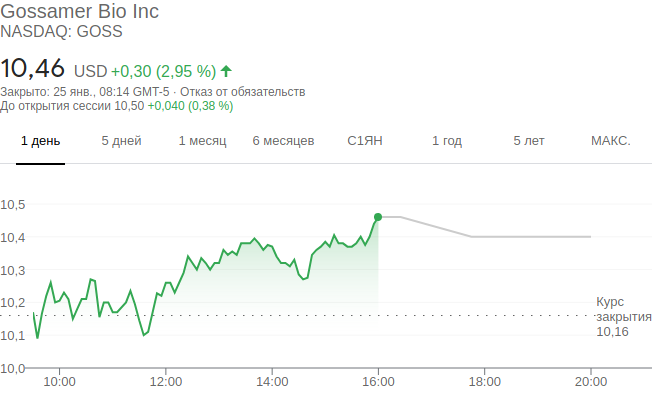 Gossamer Bio Inc
NASDAQ: GOSS
10,46 USD +0,30 (2,95 %)
Закрыто: 25 янв., 08:14 GMT-5 · Отказ от обязательств
До открытия сессии 10,50 +0,040 (0,38 %)
1 день 5 дней 1 месяц 6 месяцев С1ЯН 1 год 5 лет МАКС.
10,5
10,4
10,3
10,2
10,1
10,0
Курс
закрытия
10,16
10:00 12:00 14:00 16:00 18:00 20:00